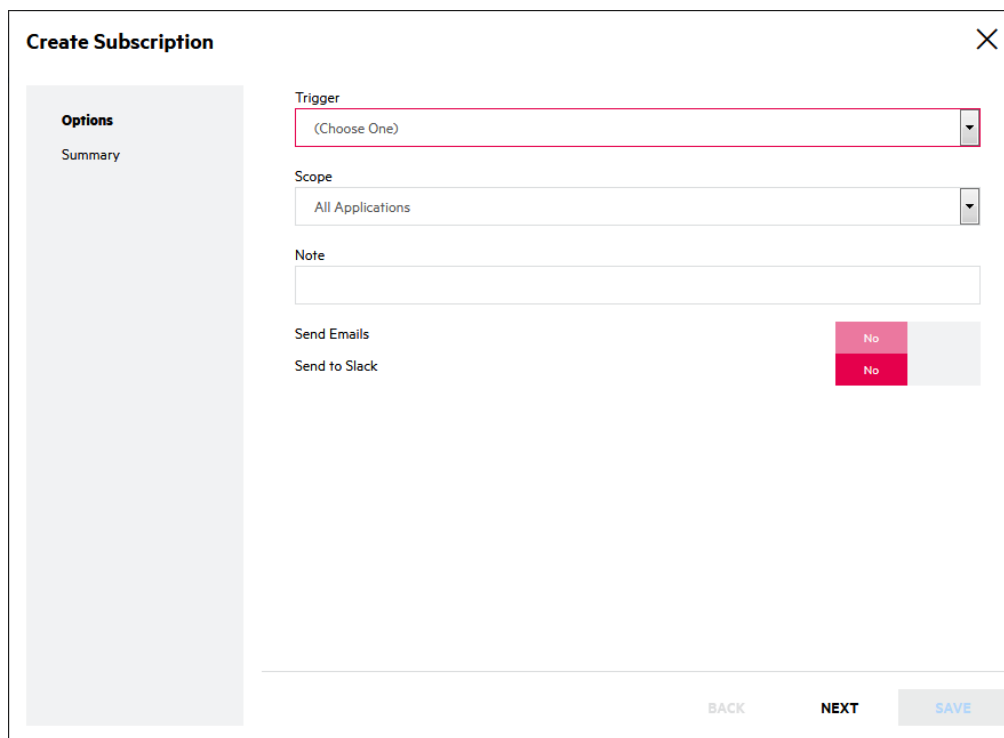 Create Subscription
Options
Summary
Trigger
(Choose One)
Scope
All Applications
Note
Send Emails
No
Send to Slack
No
BACK
NEXT
SAVE